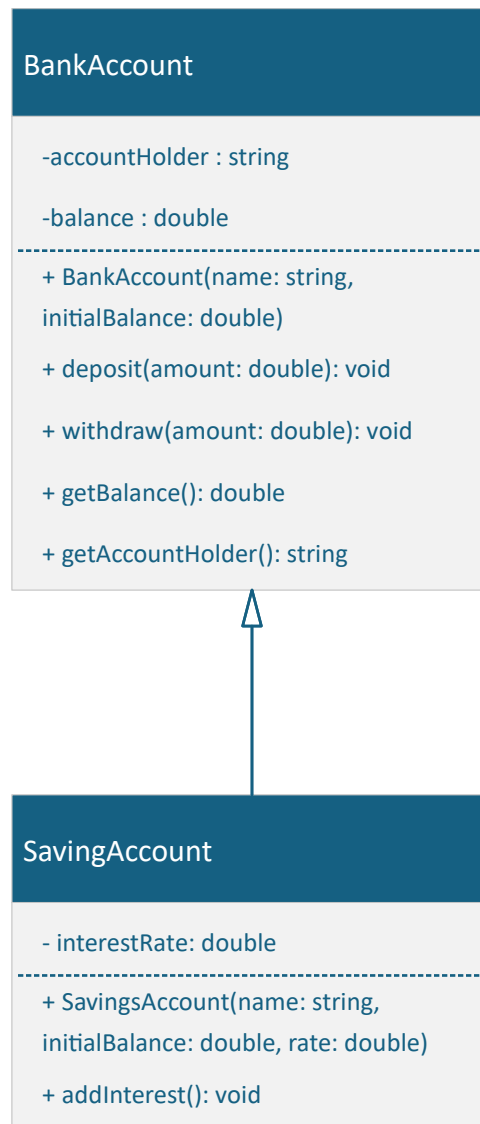 BankAccount
-accountHolder : string
-balance : double
+ BankAccount(name: string,
initialBalance: double)
+ deposit(amount: double): void
+ withdraw(amount: double): void
+ getBalance(): double
+ getAccountHolder(): string
SavingAccount
- interestRate: double
+ SavingsAccount(name: string,
initialBalance: double, rate: double)
+ addInterest(): void